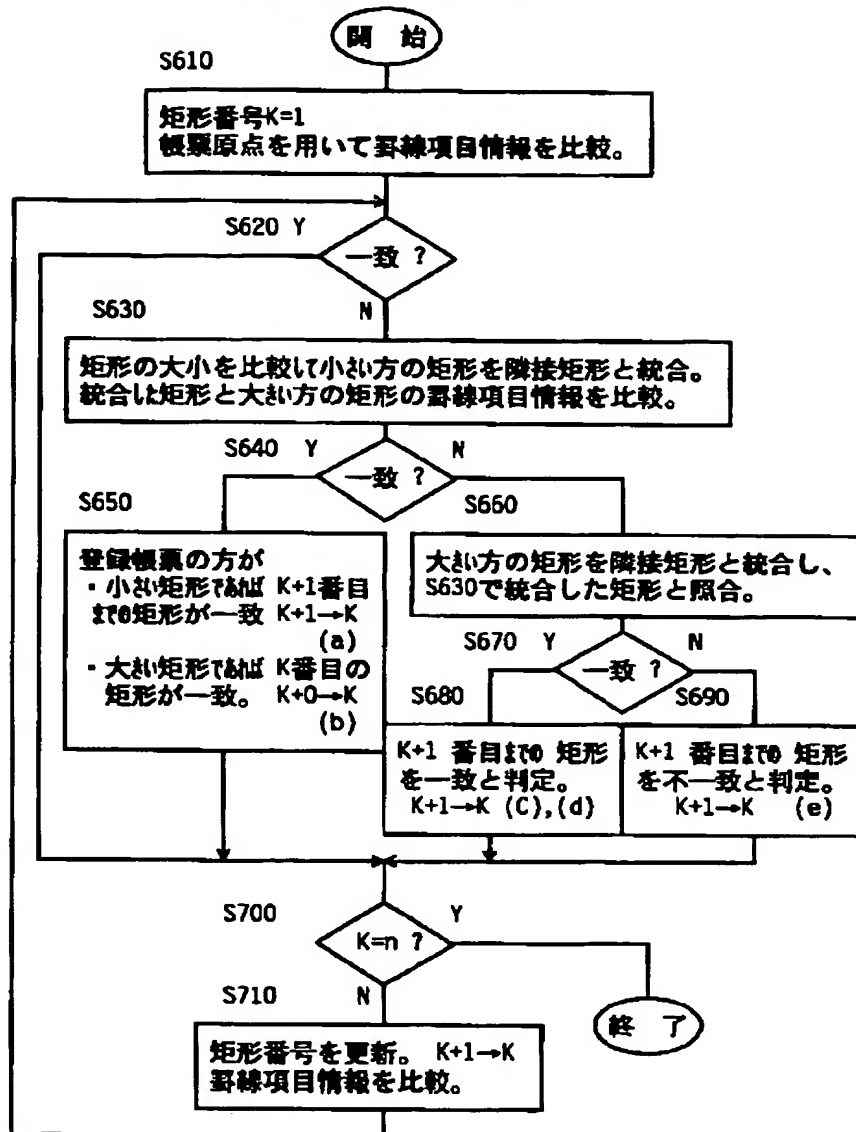 開 始
S610
矩形番号K=1
帳票原点を用いて罫線項目情報を比較。
S620 Y
一致 ?
N
S630
矩形の大小を比較して小さい方の矩形を隣接矩形と統合。
統合した矩形と大きい方の矩形の罫線項目情報を比較。
S640 Y
N
一致 ?
S650
S660
登録帳票の方が
・小さい矩形であれば K+1番目
までの矩形が一致 K+1→K
(a)
・大きい矩形であれば K番目の
矩形が一致。 K+0→K
(b)
大きい方の矩形を隣接矩形と統合し、
S630で統合した矩形と照合。
S670 Y
N
一致 ?
S680
S690
K+1 番目までの 矩形
を一致と判定。
K+1→K (C),(d)
K+1 番目までの 矩形
を不一致と判定。
K+1→K (e)
S700
Y
K=n ?
S710
N
終 了
矩形番号を更新。 K+1→K
罫線項目情報を比較。